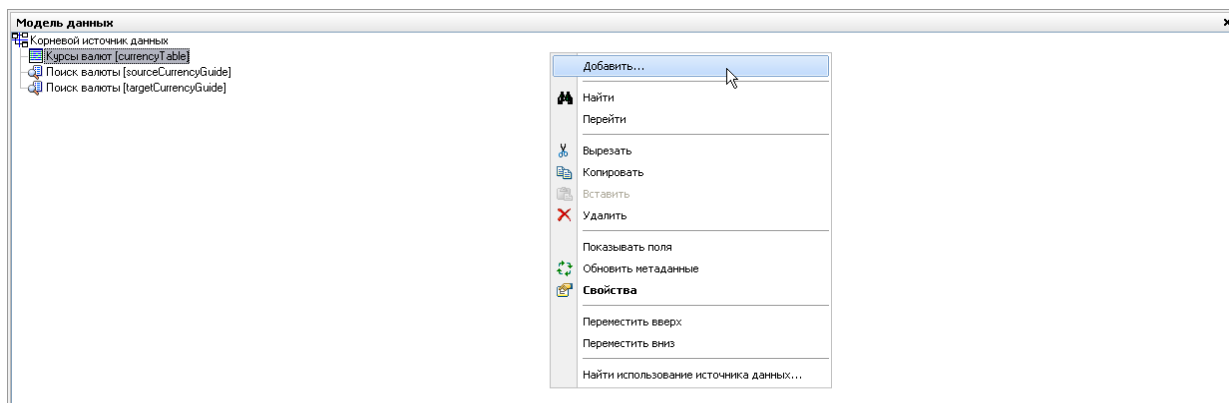 Модель данных
Корневой источник данных
Курсы валют [currencyTable]
Поиск валюты [sourceCurrencyGuide]
Поиск валюты [targetCurrencyGuide]
Добавить...
Найти
Перейти
Вырезать
Копировать
Вставить
Удалить
Показывать поля
Обновить метаданные
Свойства
Переместить вверх
Переместить вниз
Найти использование источника данных...